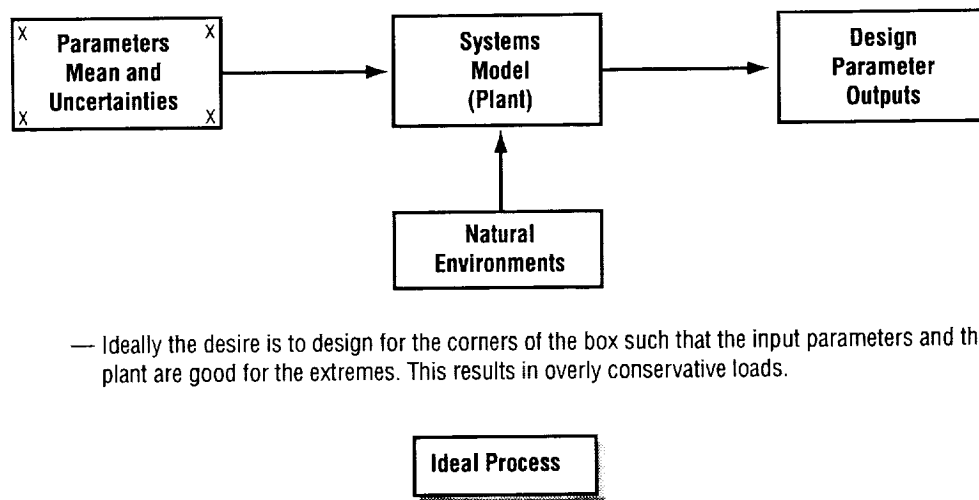 X X
Parameters
Mean and
Uncertainties
X X
Systems
Model
(Plant)
Design
Parameter
Outputs
Natural
Environments
— Ideally the desire is to design for the corners of the box such that the input parameters and th
plant are good for the extremes. This results in overly conservative loads.
Ideal Process